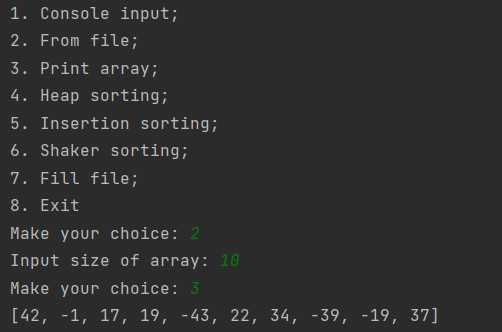 1. Console input;
2. From file;
3. Print array;
4. Heap sorting;
5. Insertion sorting;
6. Shaker sorting;
7. Fill file;
8. Exit
Make your choice: 2
Input size of array: 10
Make your choice: 3
[42, -1, 17, 19, -43, 22, 34, -39, -19, 37]